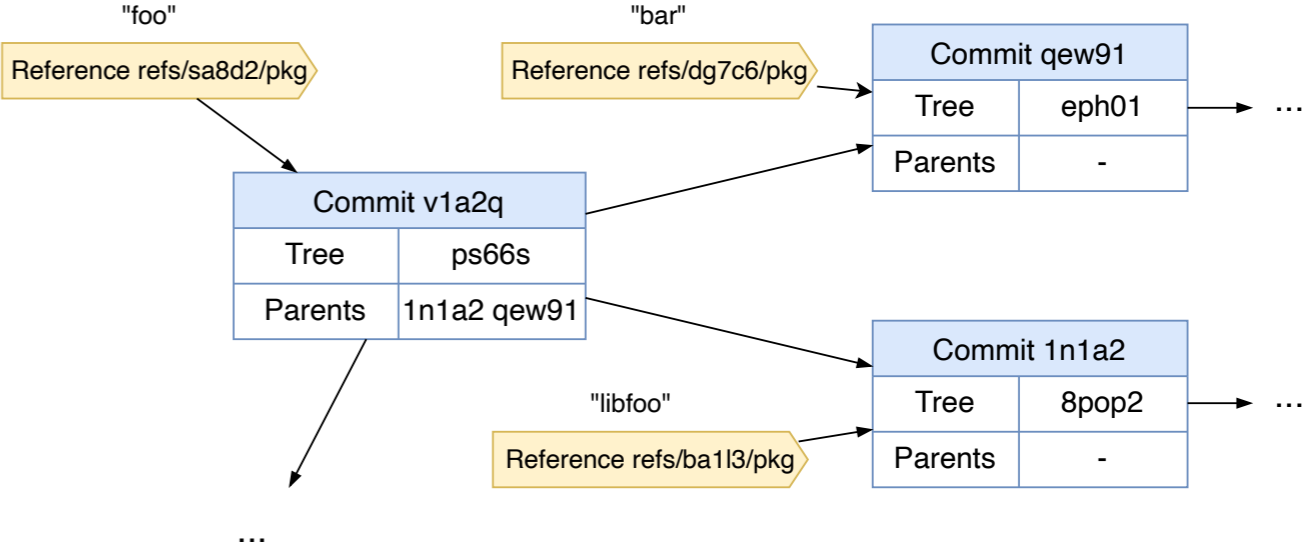 "foo"
Reference refs/sa8d2/pkg
"bar"
Reference refs/dg7c6/pkg
Commit qew91
Tree eph01
...
Parents -
Commit v1a2q
Tree ps66s
Parents 1n1a2 qew91
...
"libfoo"
Reference refs/ba1l3/pkg
Commit 1n1a2
Tree 8pop2
...
Parents -